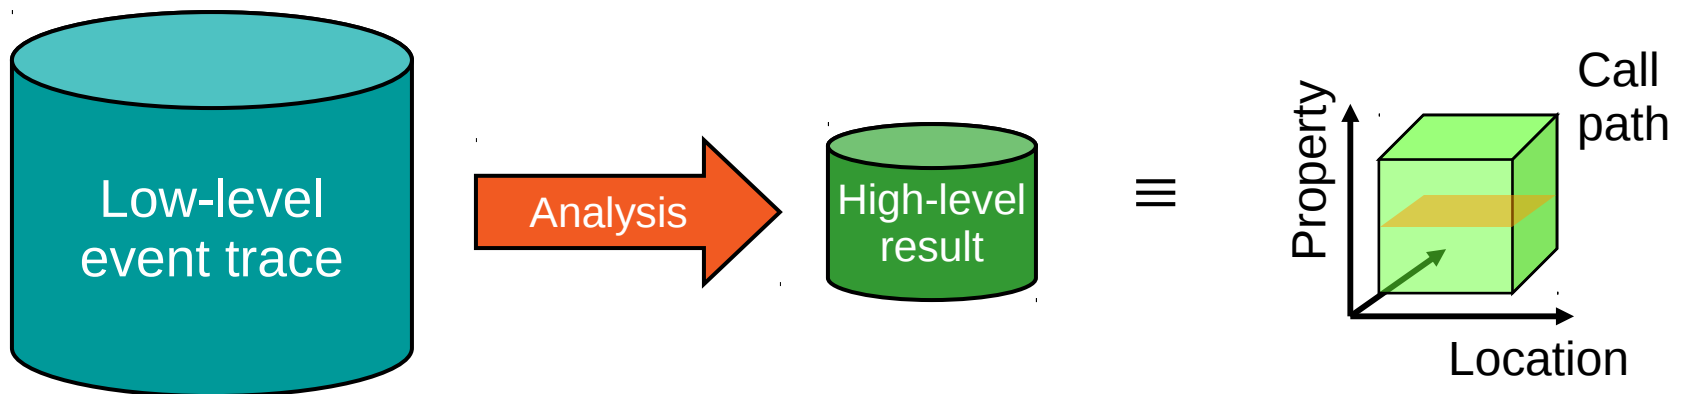 Low-level
event trace
Analysis
High-level
result
≡
Property
Call
path
Location